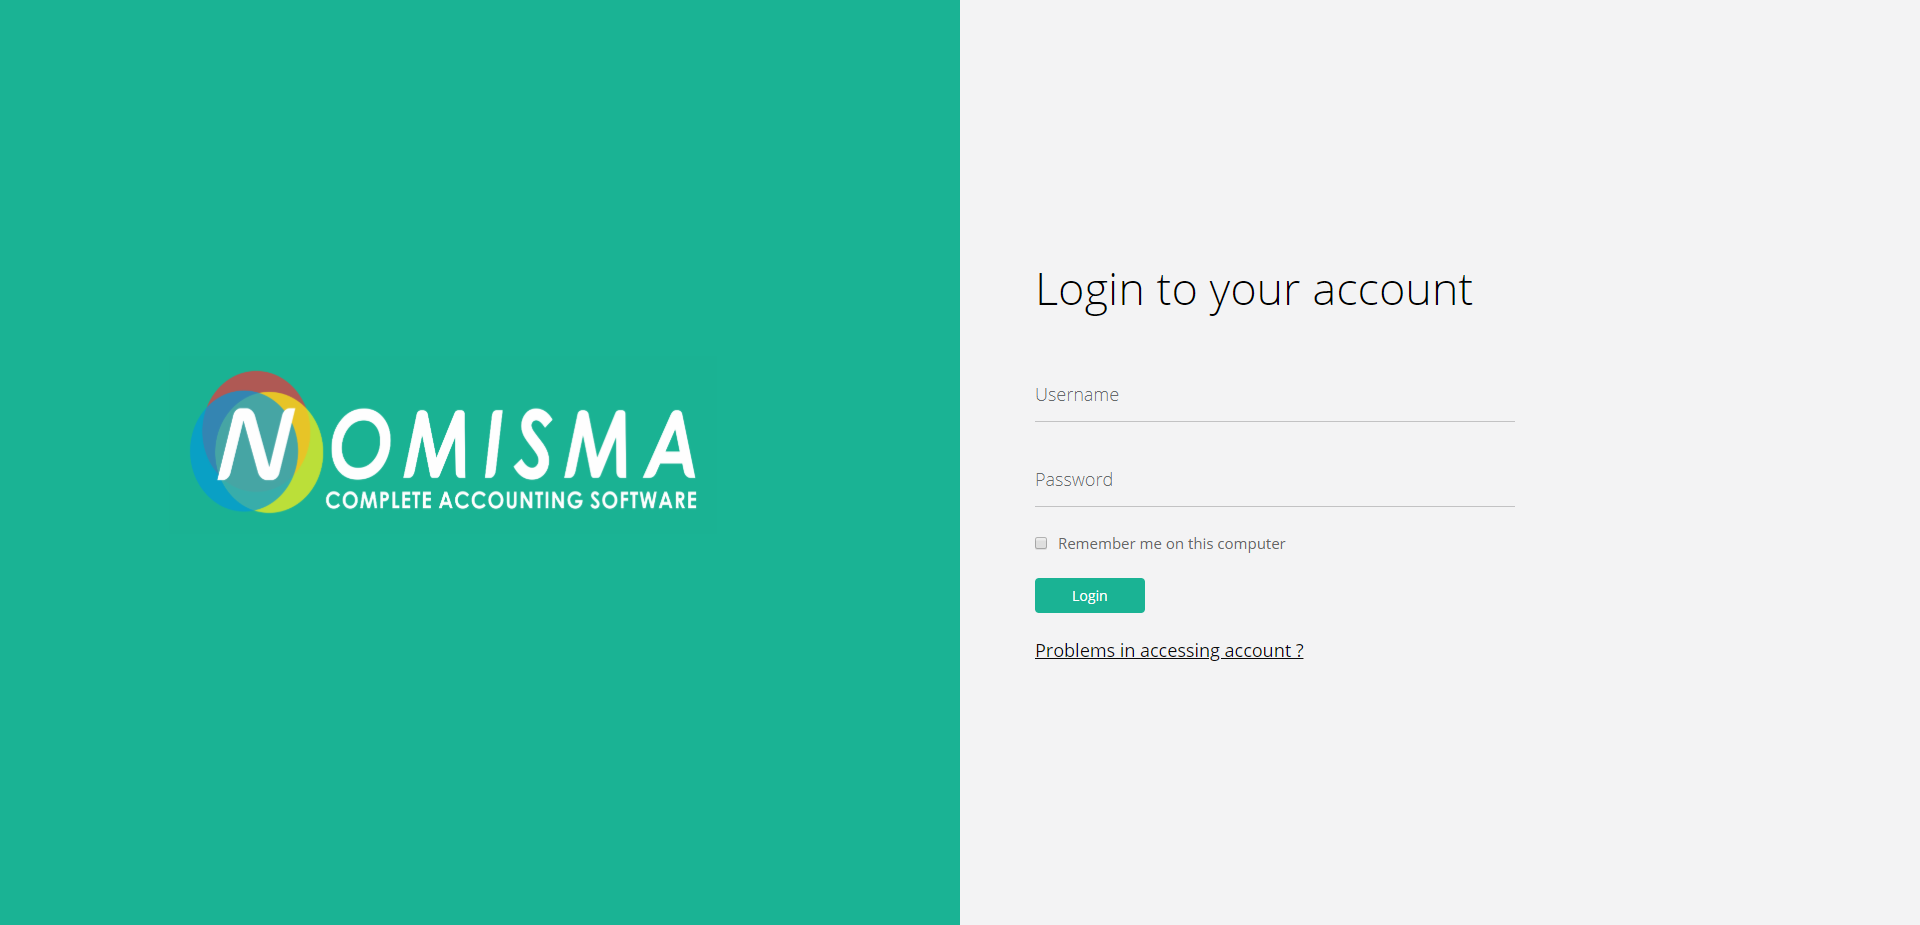 NOMISMA
COMPLETE ACCOUNTING SOFTWARE
Login to your account
Username
Password
Remember me on this computer
Login
Problems in accessing account ?